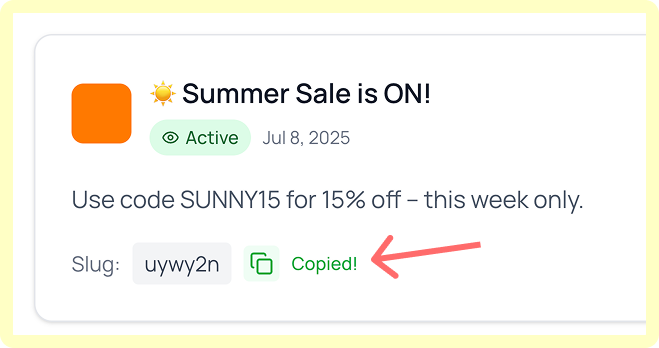 ☀️ Summer Sale is ON!
Active Jul 8, 2025
Use code SUNNY15 for 15% off – this week only.
Slug: uywy2n Copied!